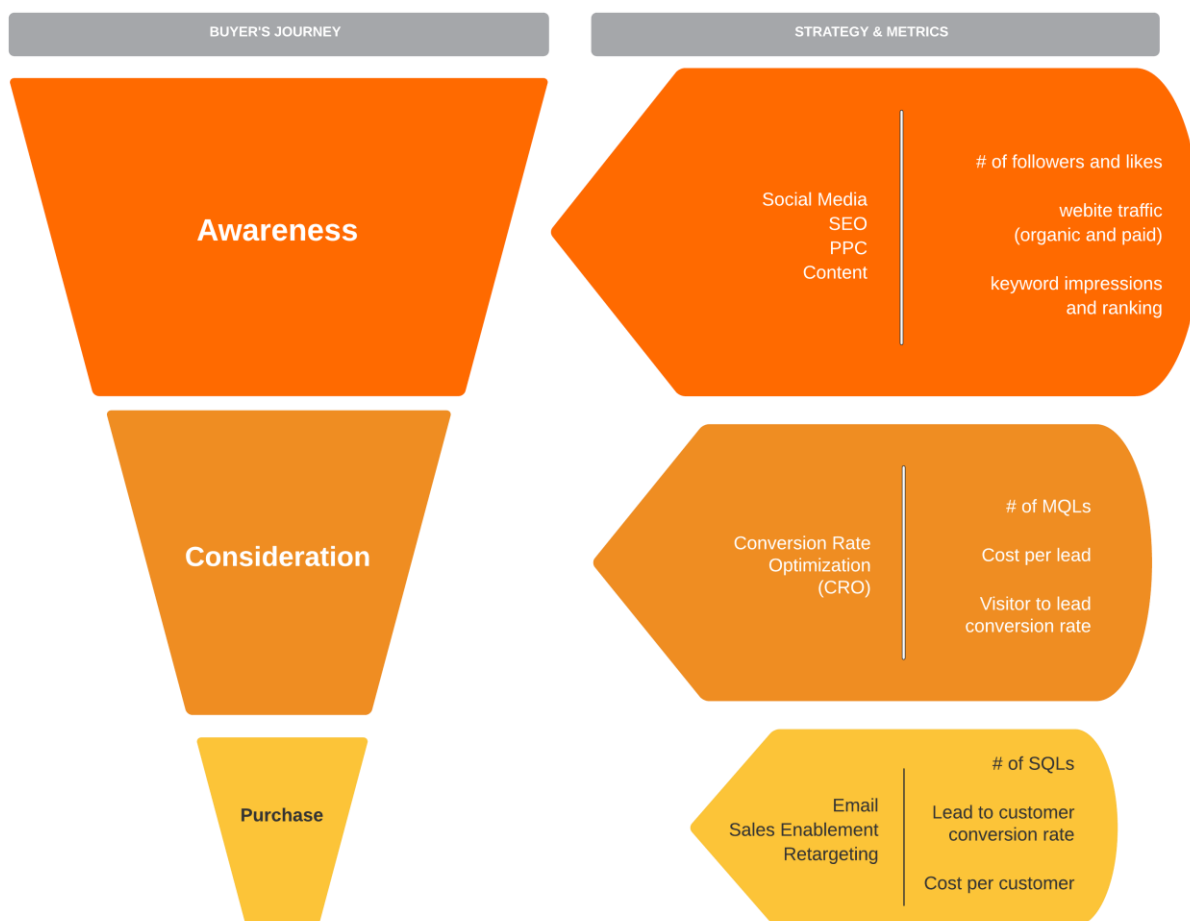 BUYER'S JOURNEY
STRATEGY & METRICS
Awareness
Social Media
SEO
PPC
Content
# of followers and likes
webite traffic
(organic and paid)
keyword impressions
and ranking
Consideration
Conversion Rate
Optimization
(CRO)
# of MQLs
Cost per lead
Visitor to lead
conversion rate
Purchase
Email
Sales Enablement
Retargeting
# of SQLs
Lead to customer
conversion rate
Cost per customer